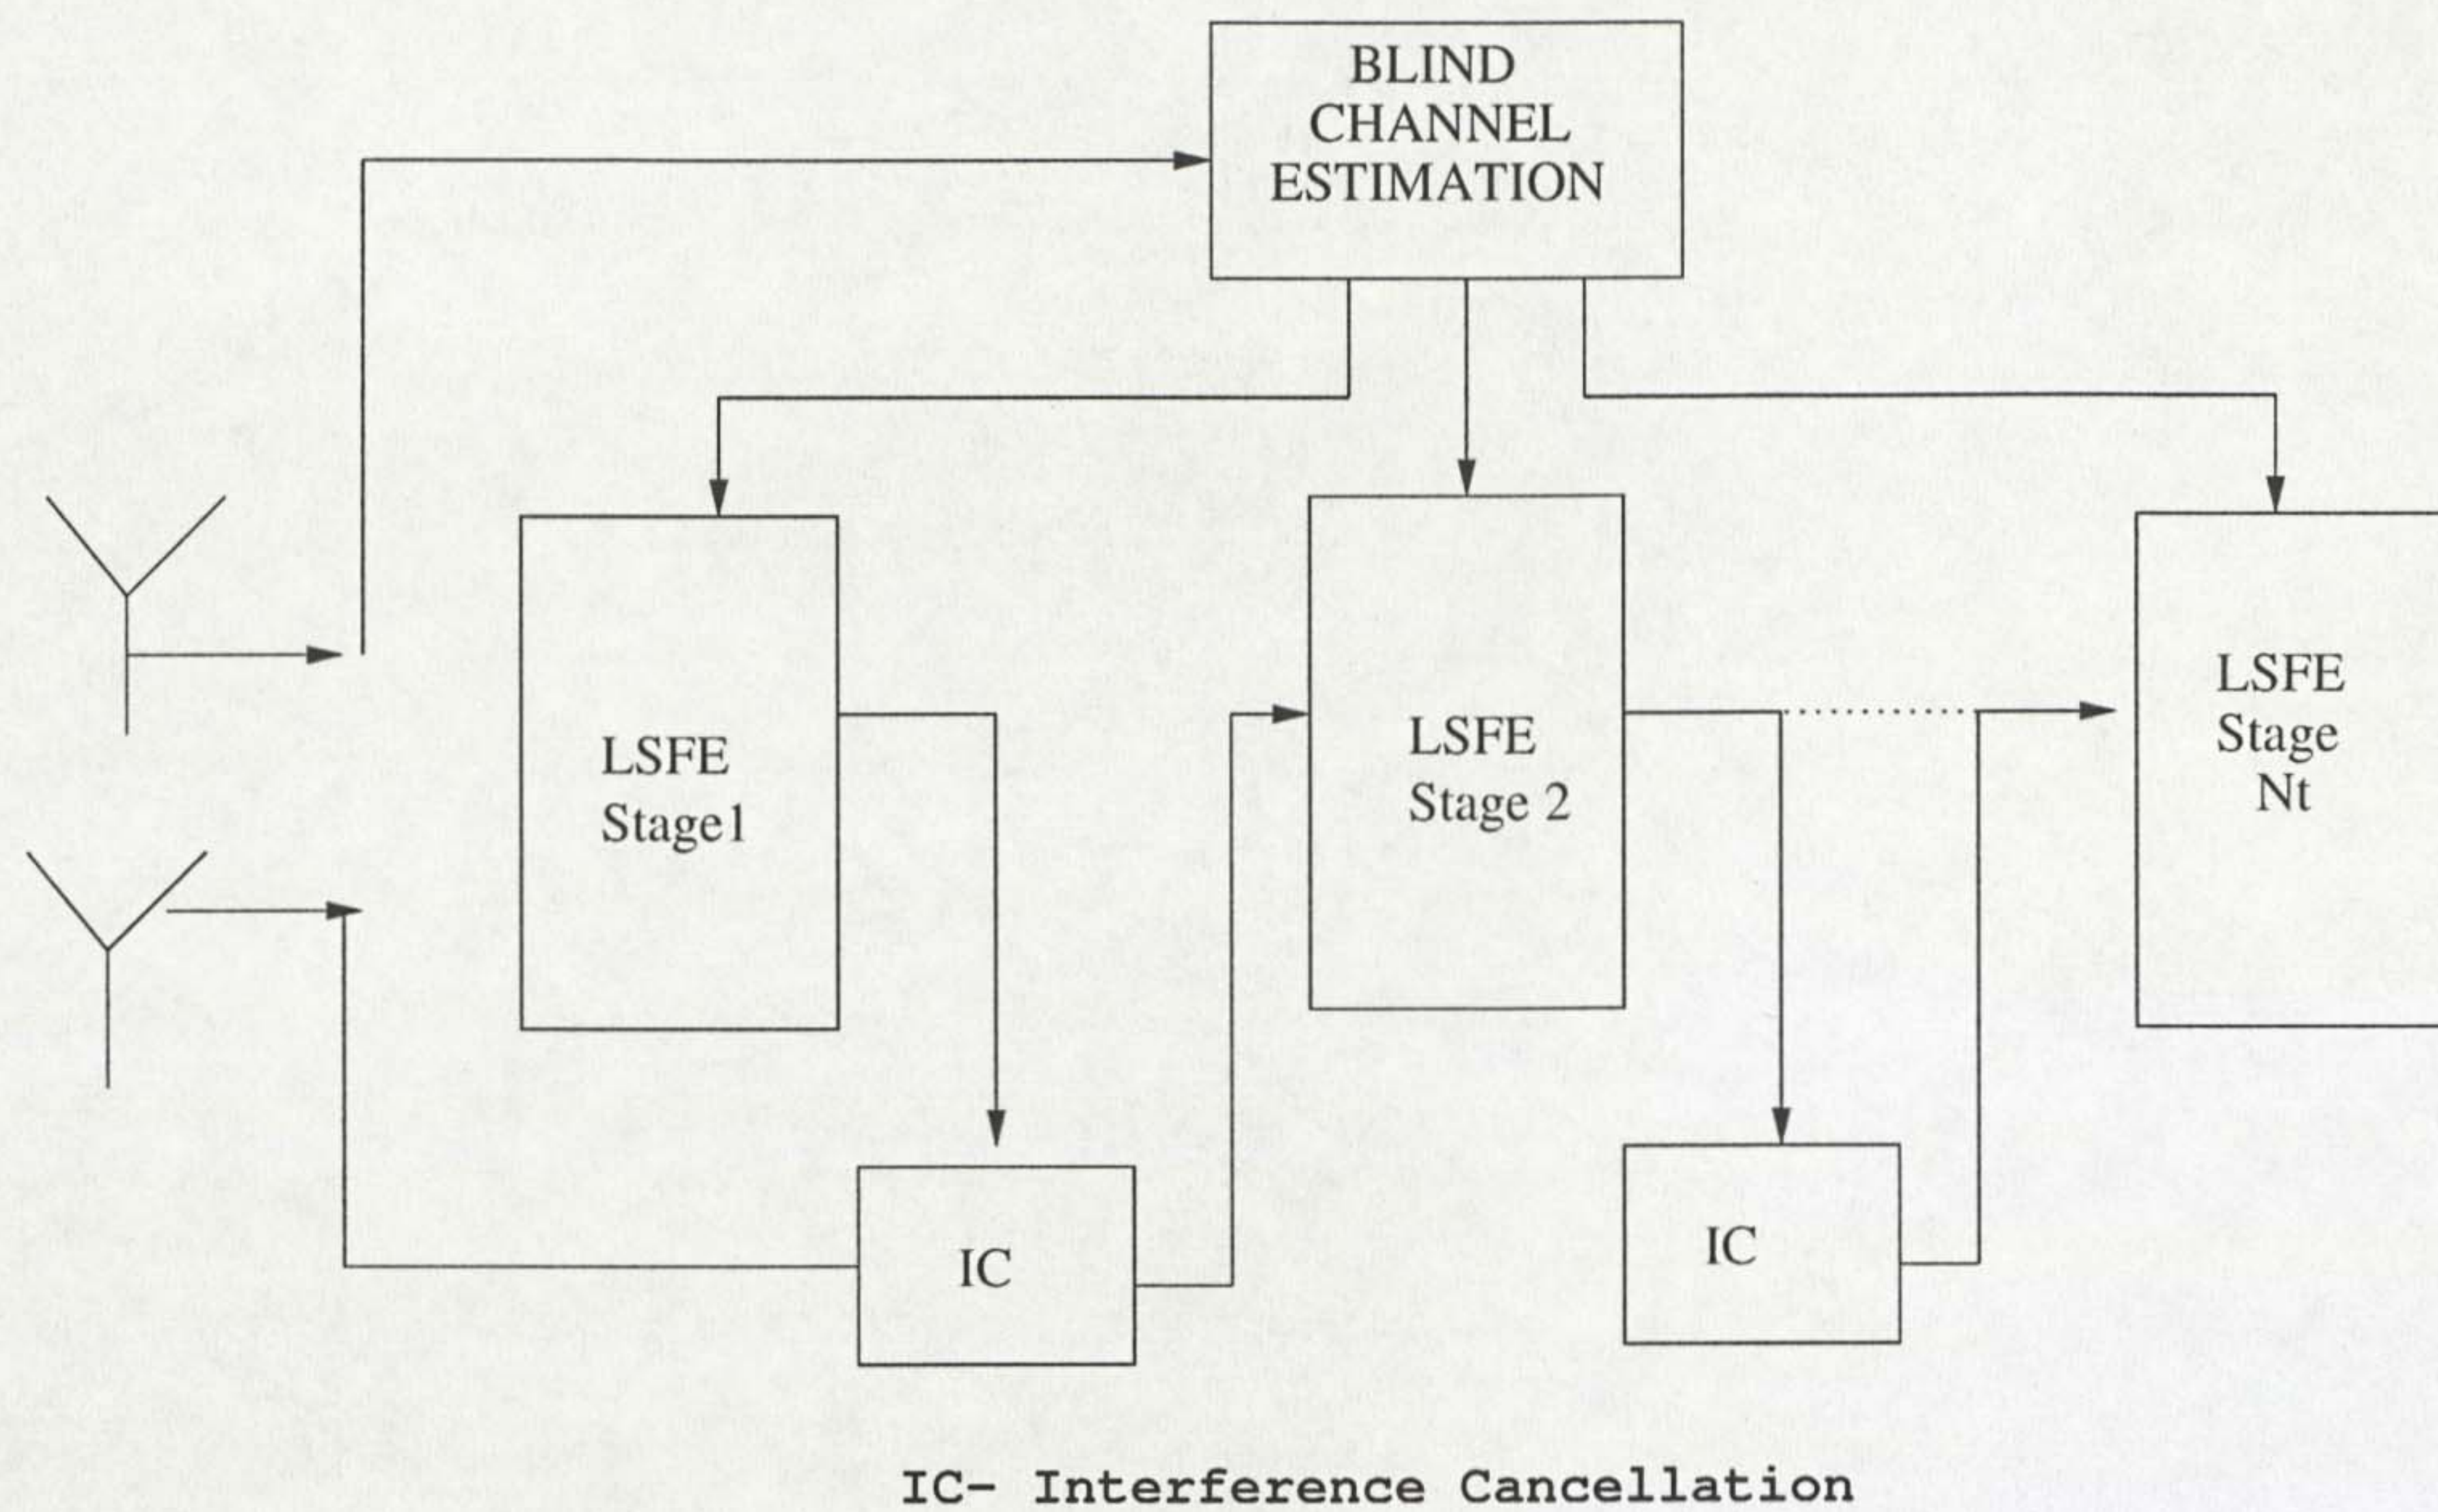 BLIND
CHANNEL
ESTIMATION
LSFE
Stage1
LSFE
Stage 2
LSFE
Stage
Nt
IC
IC
IC- Interference Cancellation